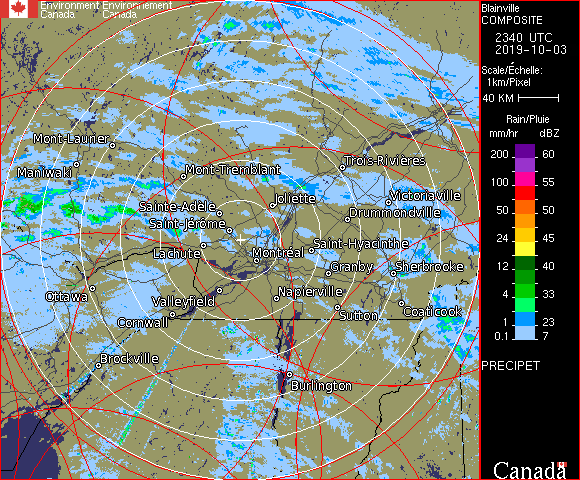 Environment Environnement
Canada Canada
Blainville
COMPOSITE
2340 UTC
2019-10-03
Scale/Échelle:
1km/Pixel
40 KM
Rain/Pluie
mm/hr dBZ
200 60
100 55
50 50
24 45
12 40
4 33
1 23
0.1 7
PRECIPET
Canada
Mont-Laurier
Maniwaki
Mont-Tremblant
Trois-Rivières
Joliette
Victoriaville
Sainte-Adèle
Drummondville
Saint-Jérôme
Lachute
Montréal
Saint-Hyacinthe
Granby
Sherbrooke
Ottawa
Valleyfield
Napierville
Cornwall
Sutton
Coaticook
Brockville
Burlington